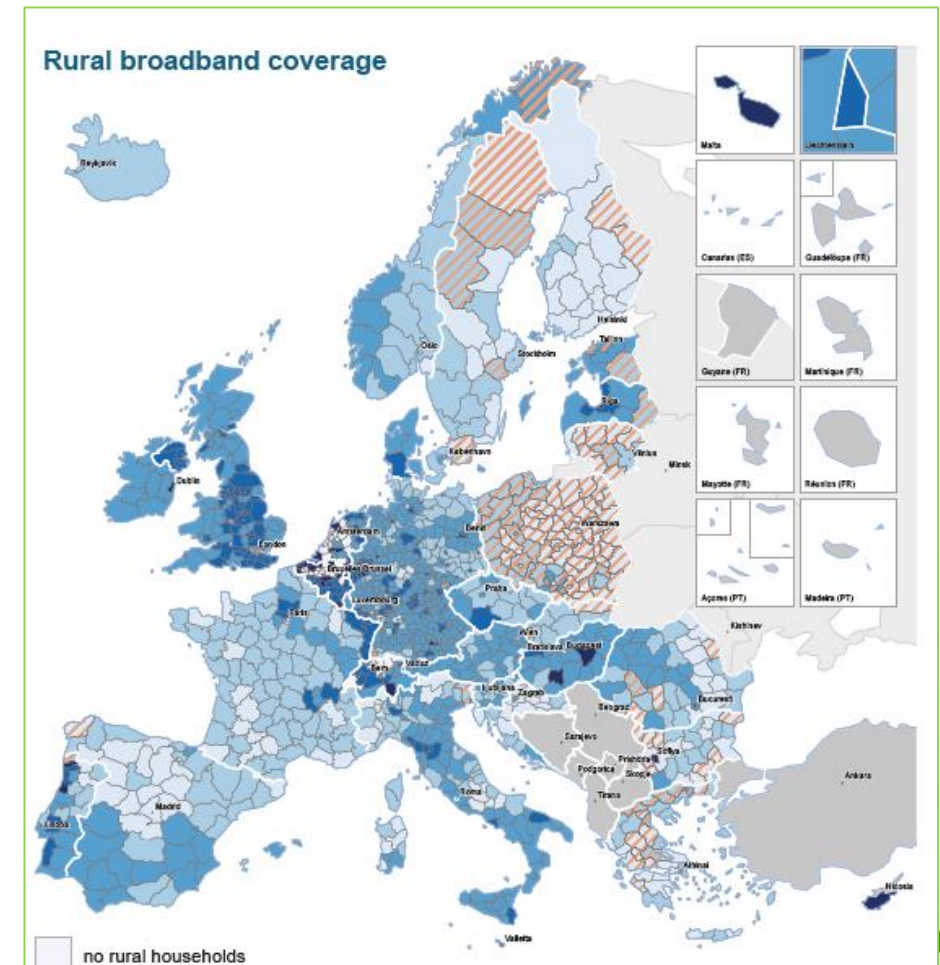 Rural broadband coverage
Reykjavik
Malta
Liechtenstein
Canarias (ES)
Guadeloupe (FR)
Helsinki
Tallinn
Oslo
Stockholm
Guyane (FR)
Martinique (FR)
Riga
København
Vilnius
Minsk
Dublin
Mayotte (FR)
Réunion (FR)
Amsterdam
Berlin
Warszawa
London
Bruxelles/Brussel
Luxembourg
Praha
Açores (PT)
Madeira (PT)
Paris
Kishinev
Wien
Bratislava
Budapest
Bern
Vaduz
Ljubljana
Zagreb
Beograd
Bucuresti
Sarajevo
Prishtina
Sofiya
Podgorica
Skopje
Ankara
Roma
Tirana
Madrid
Lisboa
Athinai
Nicosia
Valletta
no rural households